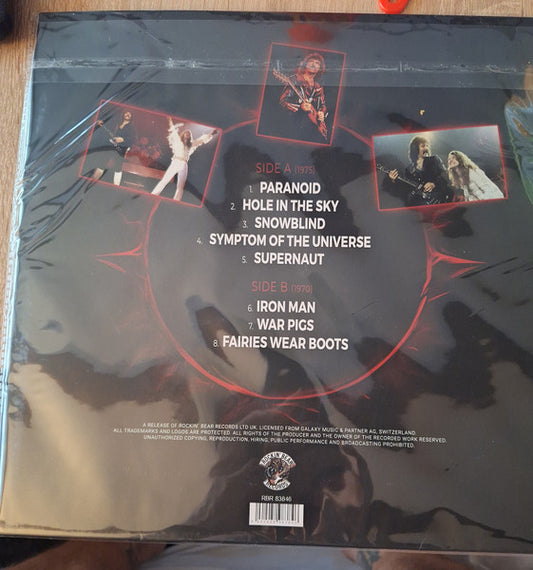 SIDE A (1975)
1. PARANOID
2. HOLE IN THE SKY
3. SNOWBLIND
4. SYMPTOM OF THE UNIVERSE
5. SUPERNAUT
SIDE B (1970)
6. IRON MAN
7. WAR PIGS
8. FAIRIES WEAR BOOTS
A RELEASE OF ROCKIN' BEAR RECORDS LTD UK. LICENSED FROM GALAXY MUSIC & PARTNER AG, SWITZERLAND.
ALL TRADEMARKS AND LOGOS ARE PROTECTED. ALL RIGHTS OF THE PRODUCER AND THE OWNER OF THE RECORDED WORK RESERVED.
UNAUTHORIZED COPYING, REPRODUCTION, HIRING, PUBLIC PERFORMANCE AND BROADCASTING PROHIBITED.
ROCKIN' BEAR
RECORDS
RBR 83846